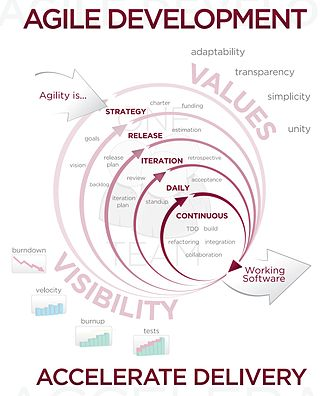 AGILE DEVELOPMENT
adaptability
transparency
simplicity
unity
VALUES
Agility is...
STRATEGY
charter
funding
goals
vision
RELEASE
estimation
release
plan
backlog
ITERATION
retrospective
review
iteration
plan
DAILY
acceptance
standup
CONTINUOUS
TDD
build
refactoring
integration
collaboration
ONE
TEAM
Working
Software
VISIBILITY
burndown
velocity
burnup
tests
ACCELERATE DELIVERY